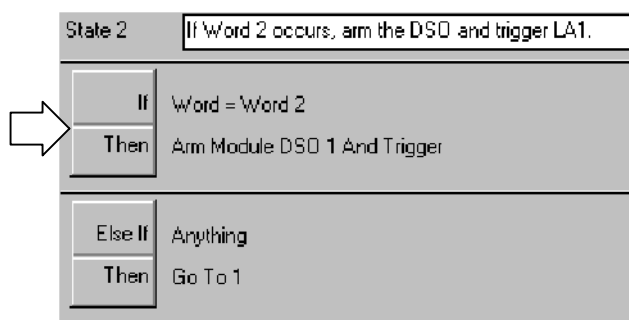 State 2 If Word 2 occurs, arm the DSO and trigger LA1.
If Word = Word 2
Then Arm Module DSO 1 And Trigger
Else If Anything
Then Go To 1